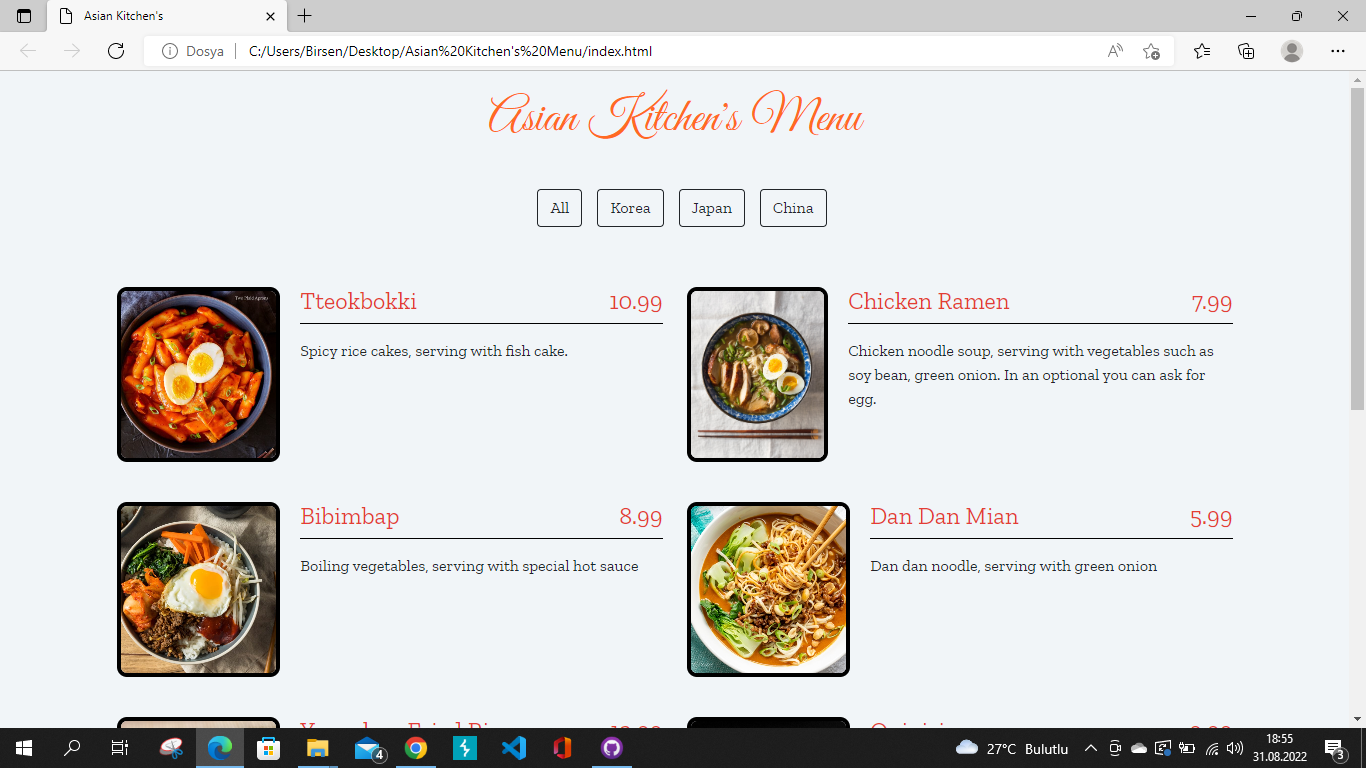 Asian Kitchen's
Dosya
C:/Users/Birsen/Desktop/Asian%20Kitchen's%20Menu/index.html
Asian Kitchen's Menu
All Korea Japan China
Two Plaid Aprons
Tteokbokki 10.99
Spicy rice cakes, serving with fish cake.
Chicken Ramen 7.99
Chicken noodle soup, serving with vegetables such as
soy bean, green onion. In an optional you can ask for
egg.
Bibimbap 8.99
Boiling vegetables, serving with special hot sauce
Dan Dan Mian 5.99
Dan dan noodle, serving with green onion
4
27°C Bulutlu
18:55
31.08.2022
3